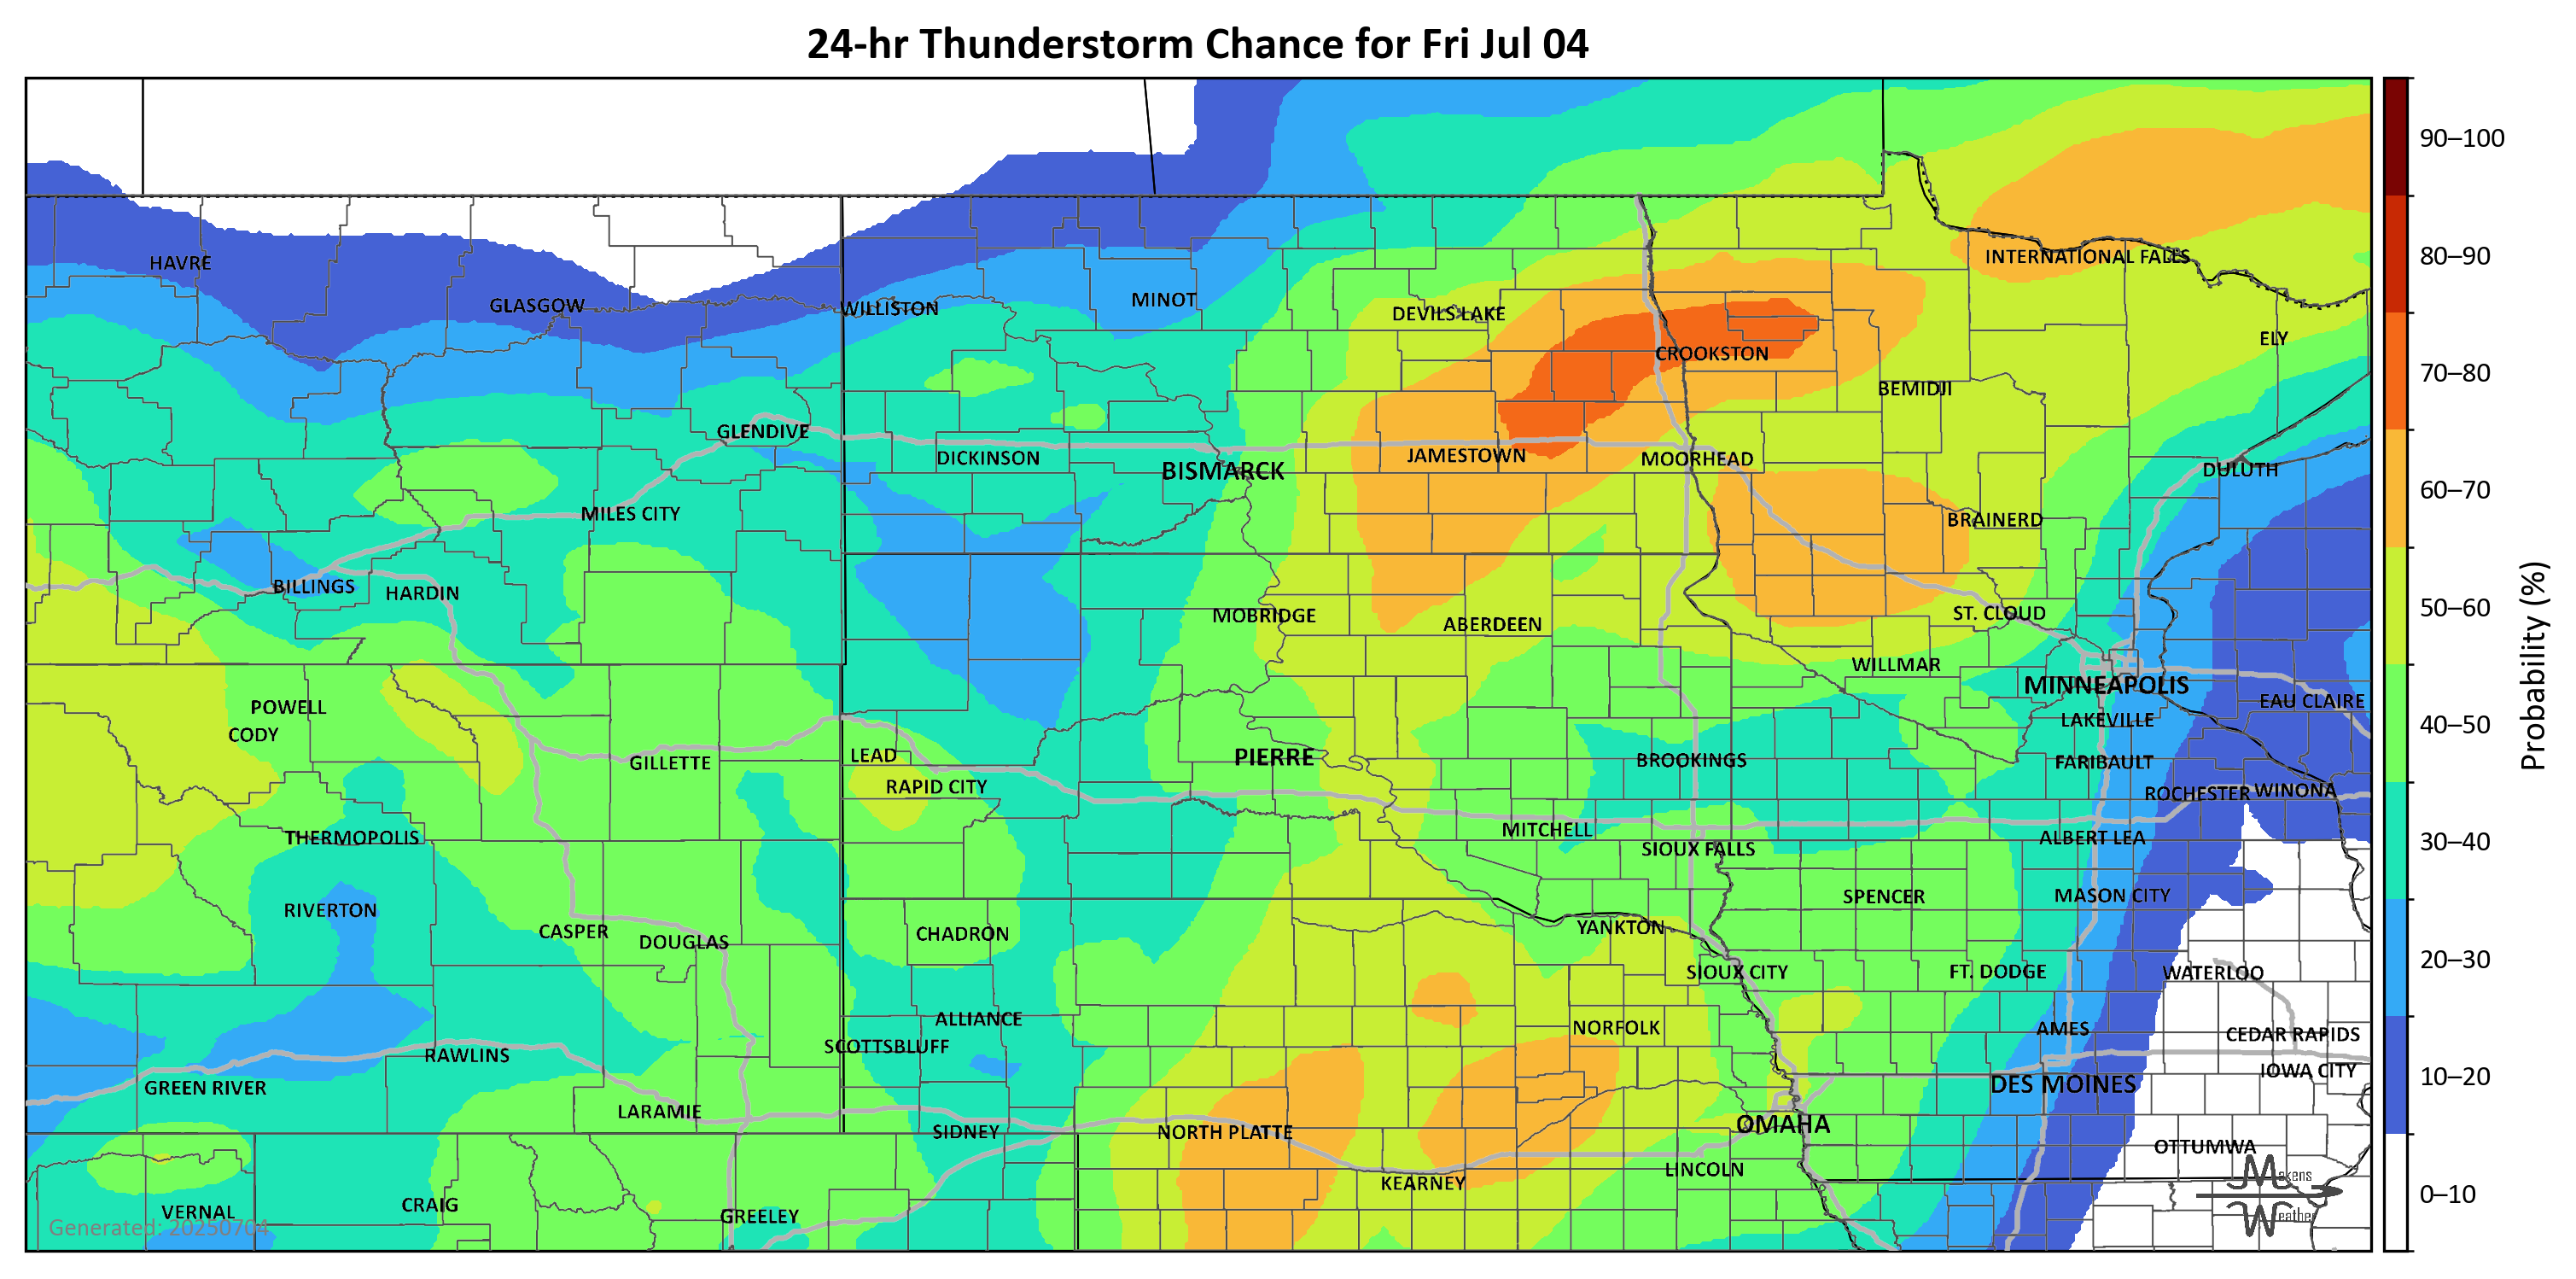 24-hr Thunderstorm Chance for Fri Jul 04
90–100
80–90
70–80
60–70
50–60
40–50
30–40
20–30
10–20
0–10
Probability (%)
HAVRE
GLASGOW
WILLISTON
MINOT
DEVILS LAKE
INTERNATIONAL FALLS
ELY
CROOKSTON
BEMIDJI
GLENDIVE
DICKINSON
BISMARCK
JAMESTOWN
MOORHEAD
DULUTH
MILES CITY
BRAINERD
BILLINGS
HARDIN
MOBRIDGE
ABERDEEN
ST. CLOUD
WILLMAR
MINNEAPOLIS
EAU CLAIRE
POWELL
CODY
LAKEVILLE
LEAD
GILLETTE
PIERRE
BROOKINGS
FARIBAULT
RAPID CITY
ROCHESTER
WINONA
THERMOPOLIS
MITCHELL
ALBERT LEA
SIOUX FALLS
RIVERTON
SPENCER
MASON CITY
CASPER
DOUGLAS
CHADRON
YANKTON
SIOUX CITY
FT. DODGE
WATERLOO
ALLIANCE
NORFOLK
AMES
CEDAR RAPIDS
SCOTTSBLUFF
RAWLINS
IOWA CITY
GREEN RIVER
DES MOINES
LARAMIE
SIDNEY
NORTH PLATTE
OMAHA
OTTUMWA
LINCOLN
KEARNEY
VERNAL
CRAIG
GREELEY
Generated: 20250704
Makens
Weather